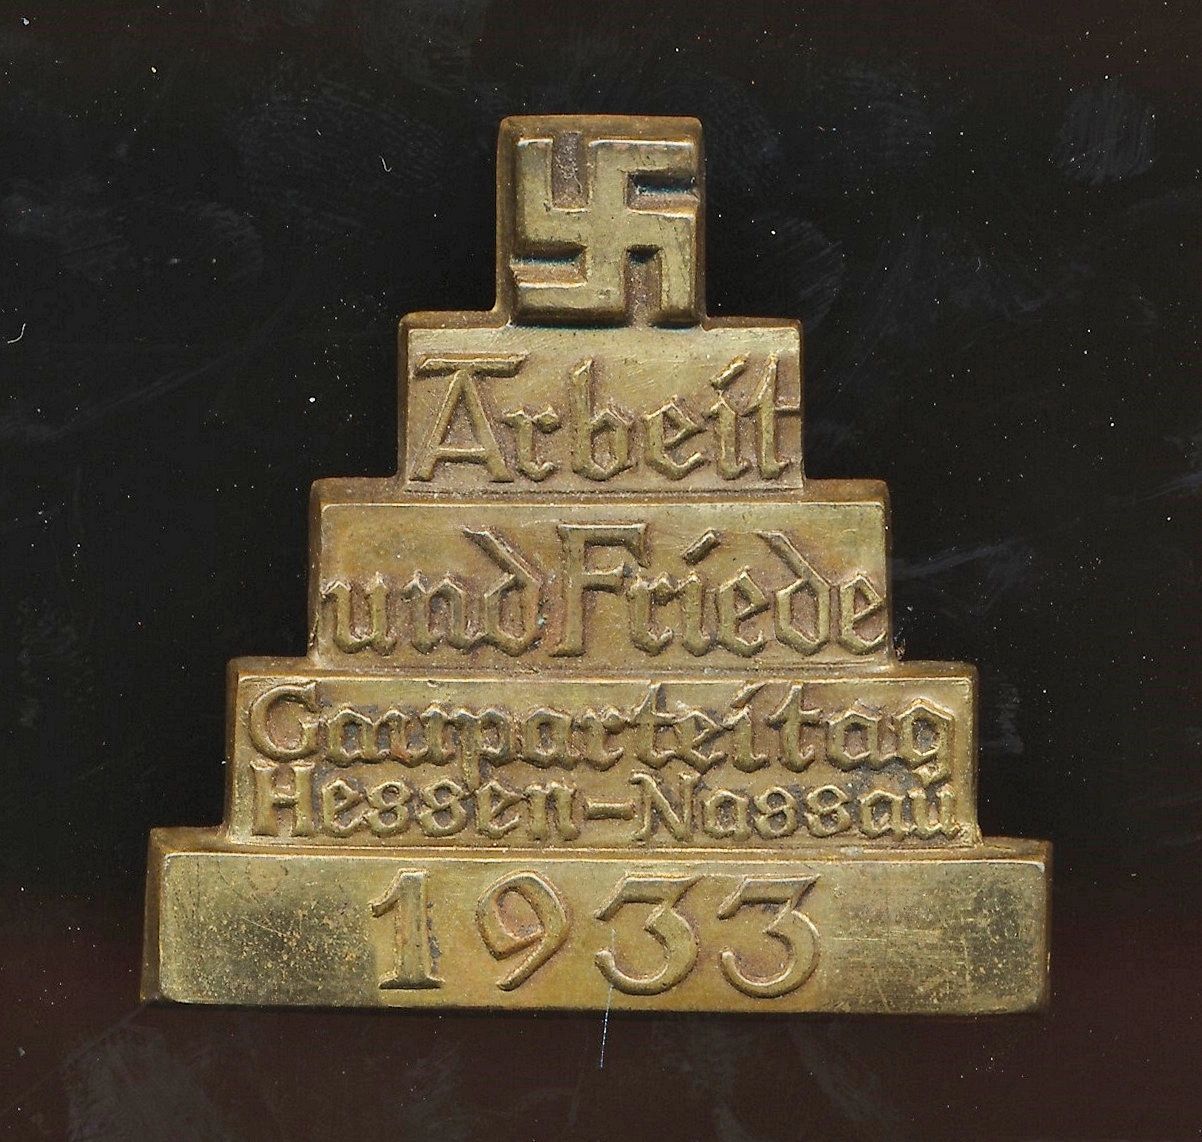 Arbeit
und Friede
Gauparteitag
Hessen-Nassau
1933